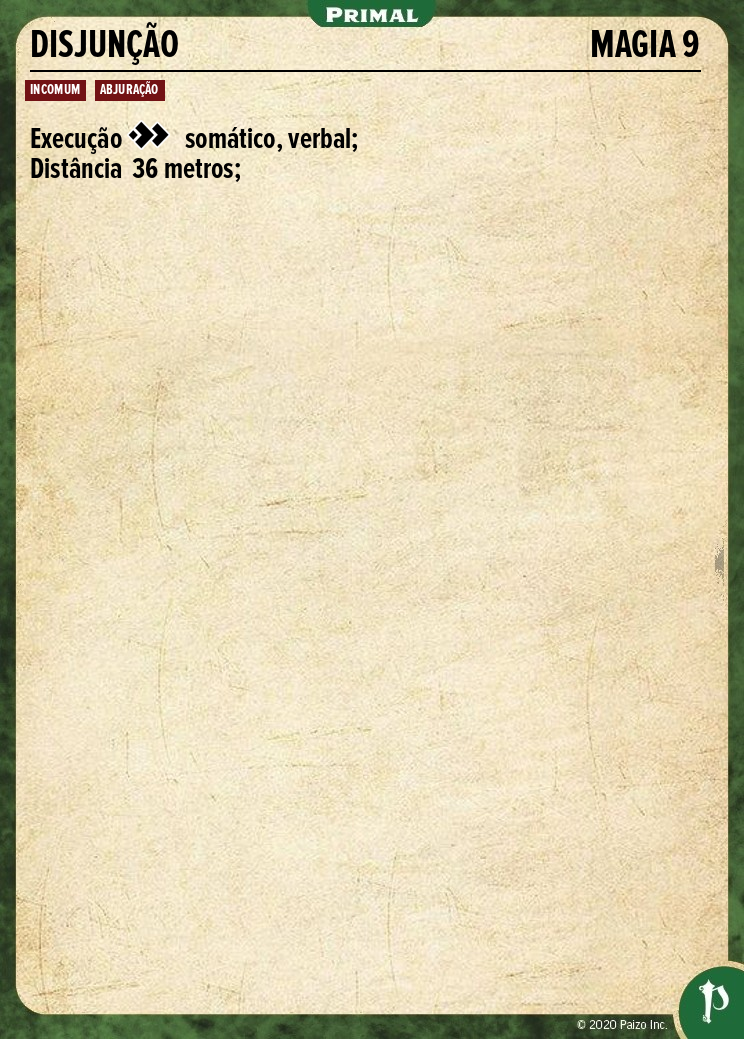 PRIMAL
DISJUNÇÃO MAGIA 9
INCOMUM ABJURAÇÃO
Execução somático, verbal;
Distância 36 metros;
© 2020 Paizo Inc.
P